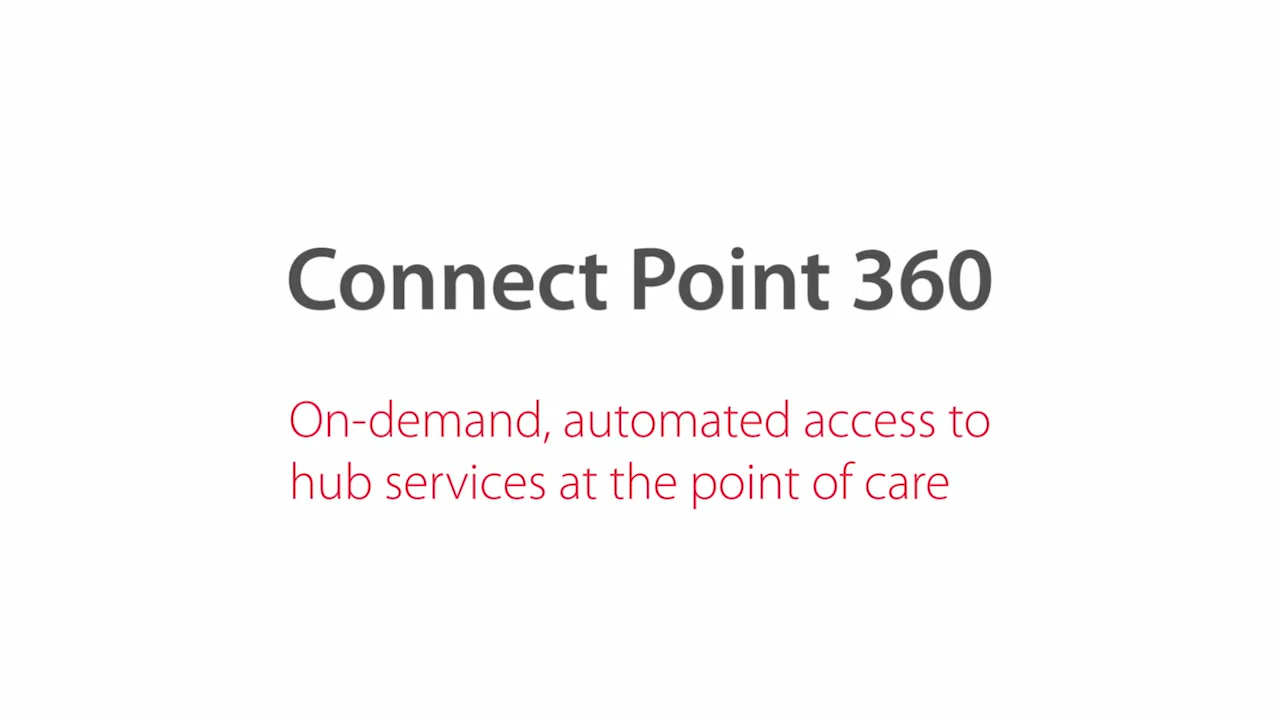 Connect Point 360
On-demand, automated access to
hub services at the point of care